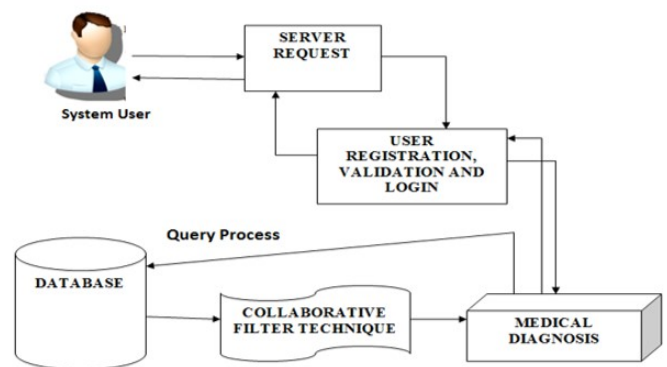 SERVER
REQUEST
System User
USER
REGISTRATION,
VALIDATION AND
LOGIN
Query Process
DATABASE
COLLABORATIVE
FILTER TECHNIQUE
MEDICAL
DIAGNOSIS